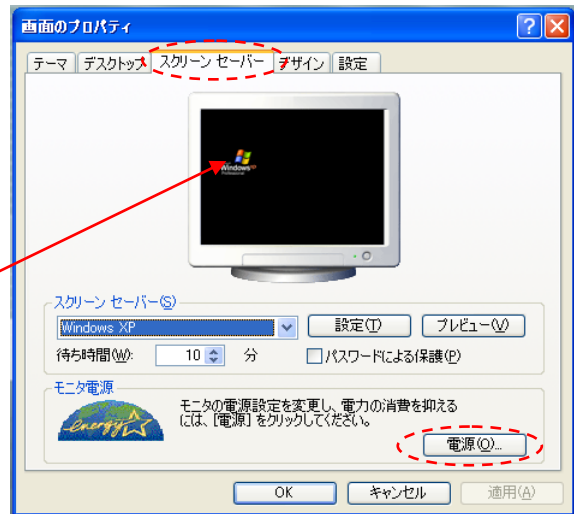 画面のプロパティ
テーマ デスクトップ スクリーン セーバー デザイン 設定
Windows xp
Professional
スクリーン セーバー(S)
Windows XP
設定(T) プレビュー(V)
待ち時間(W): 10 分 パスワードによる保護(P)
モニタ電源
energy
モニタの電源設定を変更し、電力の消費を抑える
には、[電源] をクリックしてください。
電源(O)...
OK キャンセル 適用(A)